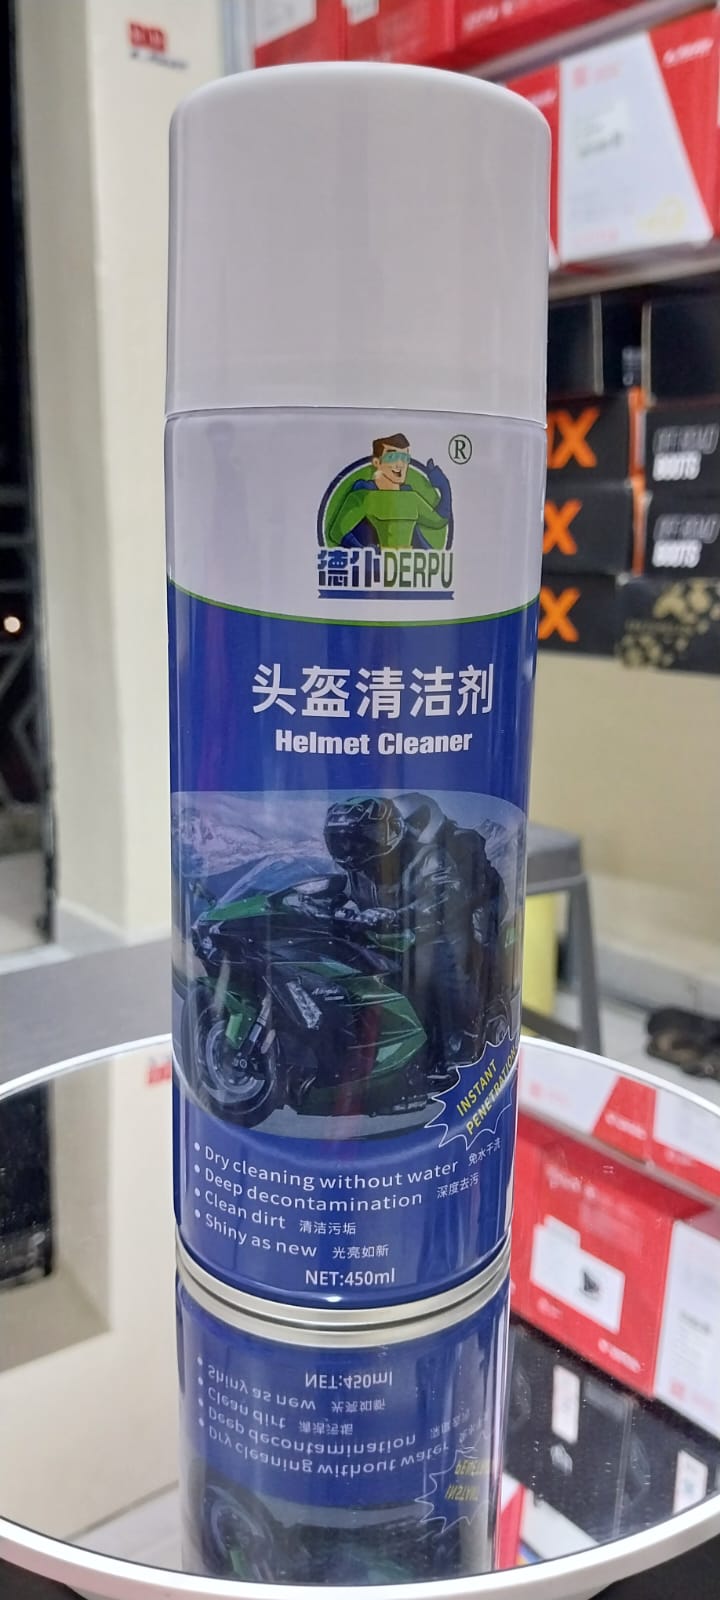 ®
德仆DERPU
头盔清洁剂
Helmet Cleaner
INSTANT
PENETRATION
• Dry cleaning without water 免水干洗
• Deep decontamination 深度去污
• Clean dirt 清洁污垢
• Shiny as new 光亮如新
NET:450ml
X
BOOTS
X
BOOTS
X